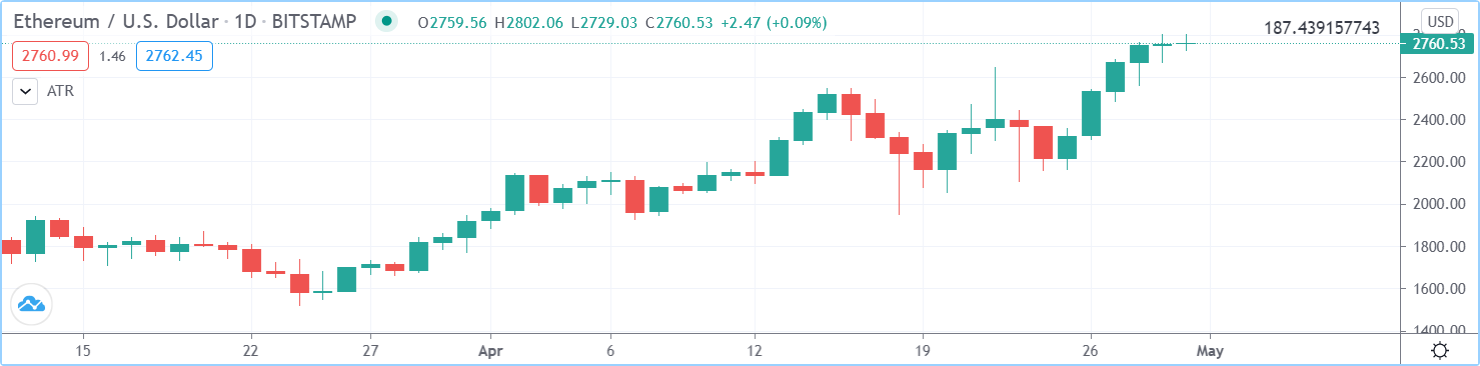 Ethereum / U.S. Dollar · 1D · BITSTAMP O2759.56 H2802.06 L2729.03 C2760.53 +2.47 (+0.09%)
187.439157743
USD
2760.99 1.46 2762.45
2760.53
ATR
2600.00
2400.00
2200.00
2000.00
1800.00
1600.00
1400.00
15 22 27 Apr 6 12 19 26 May